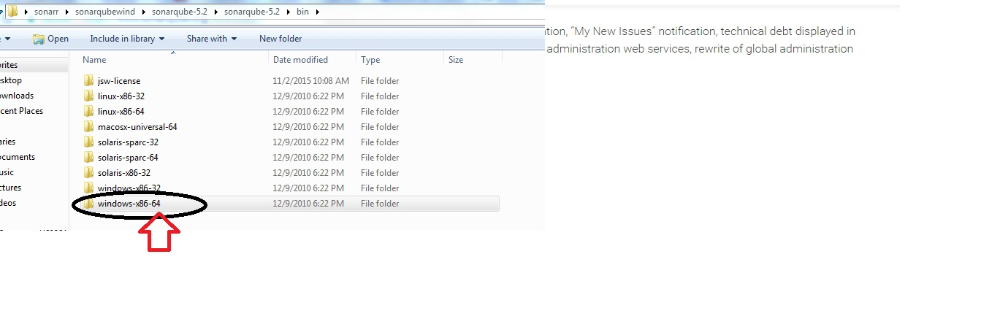 sonarr sonarqubewind sonarqube-5.2 sonarqube-5.2 bin
Open Include in library Share with New folder
Name Date modified Type Size
jsw-license 11/2/2015 10:08 AM File folder
linux-x86-32 12/9/2010 6:22 PM File folder
linux-x86-64 12/9/2010 6:22 PM File folder
macosx-universal-64 12/9/2010 6:22 PM File folder
solaris-sparc-32 12/9/2010 6:22 PM File folder
solaris-sparc-64 12/9/2010 6:22 PM File folder
solaris-x86-32 12/9/2010 6:22 PM File folder
windows-x86-32 12/9/2010 6:22 PM File folder
windows-x86-64 12/9/2010 6:22 PM File folder
orites
esktop
ownloads
cent Places
aries
ocuments
usic
ctures
deos
tion, “My New Issues” notification, technical debt displayed in
administration web services, rewrite of global administration